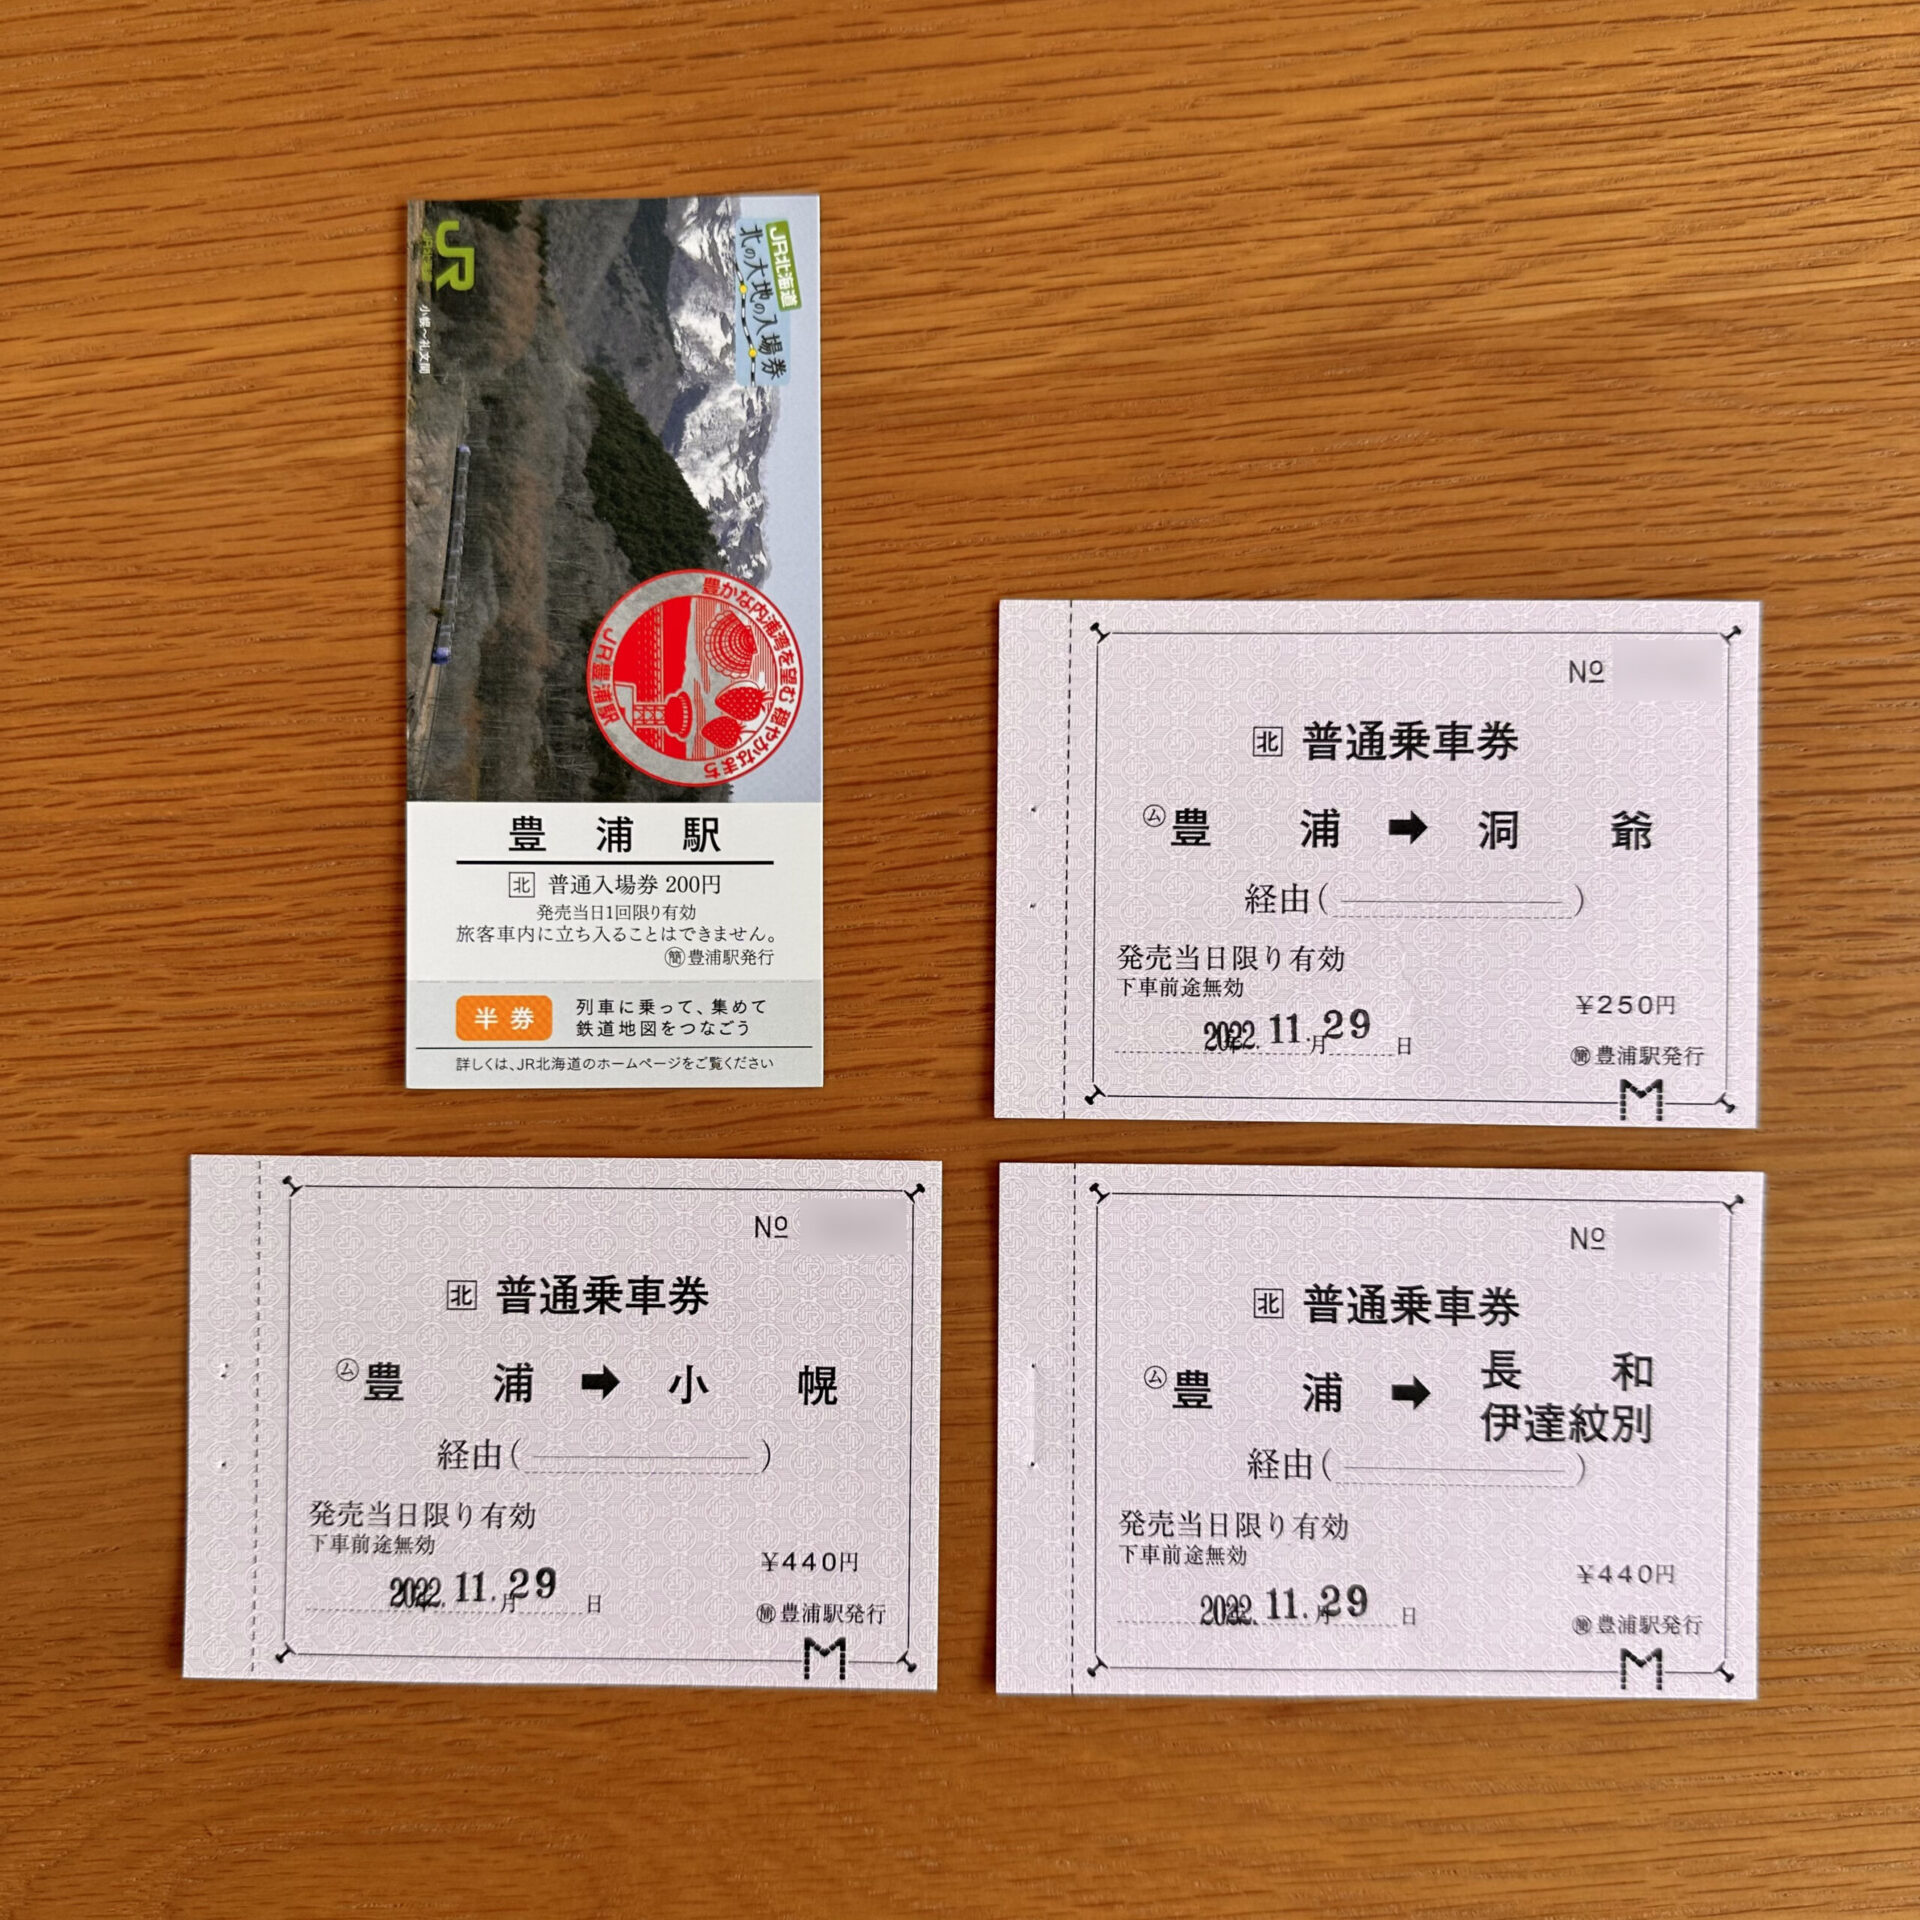 JR北海道
北の大地の入場券
JR
JR北海道
小幌～礼文間
豊かな内浦湾を望む 穏やかなまち
JR豊浦駅
豊浦駅
北 普通入場券 200円
発売当日1回限り有効
旅客車内に立ち入ることはできません。
簡 豊浦駅発行
半券
列車に乗って、集めて
鉄道地図をつなごう
詳しくは、JR北海道のホームページをご覧ください
№
北 普通乗車券
ム 豊浦 ➡ 洞爺
経由( )
発売当日限り有効
下車前途無効
¥250円
2022.11.29
年 月 日
簡 豊浦駅発行
M
№
北 普通乗車券
ム 豊浦 ➡ 小幌
経由( )
発売当日限り有効
下車前途無効
¥440円
2022.11.29
年 月 日
簡 豊浦駅発行
M
№
北 普通乗車券
ム 豊浦 ➡ 長和
伊達紋別
経由( )
発売当日限り有効
下車前途無効
¥440円
2022.11.29
年 月 日
簡 豊浦駅発行
M